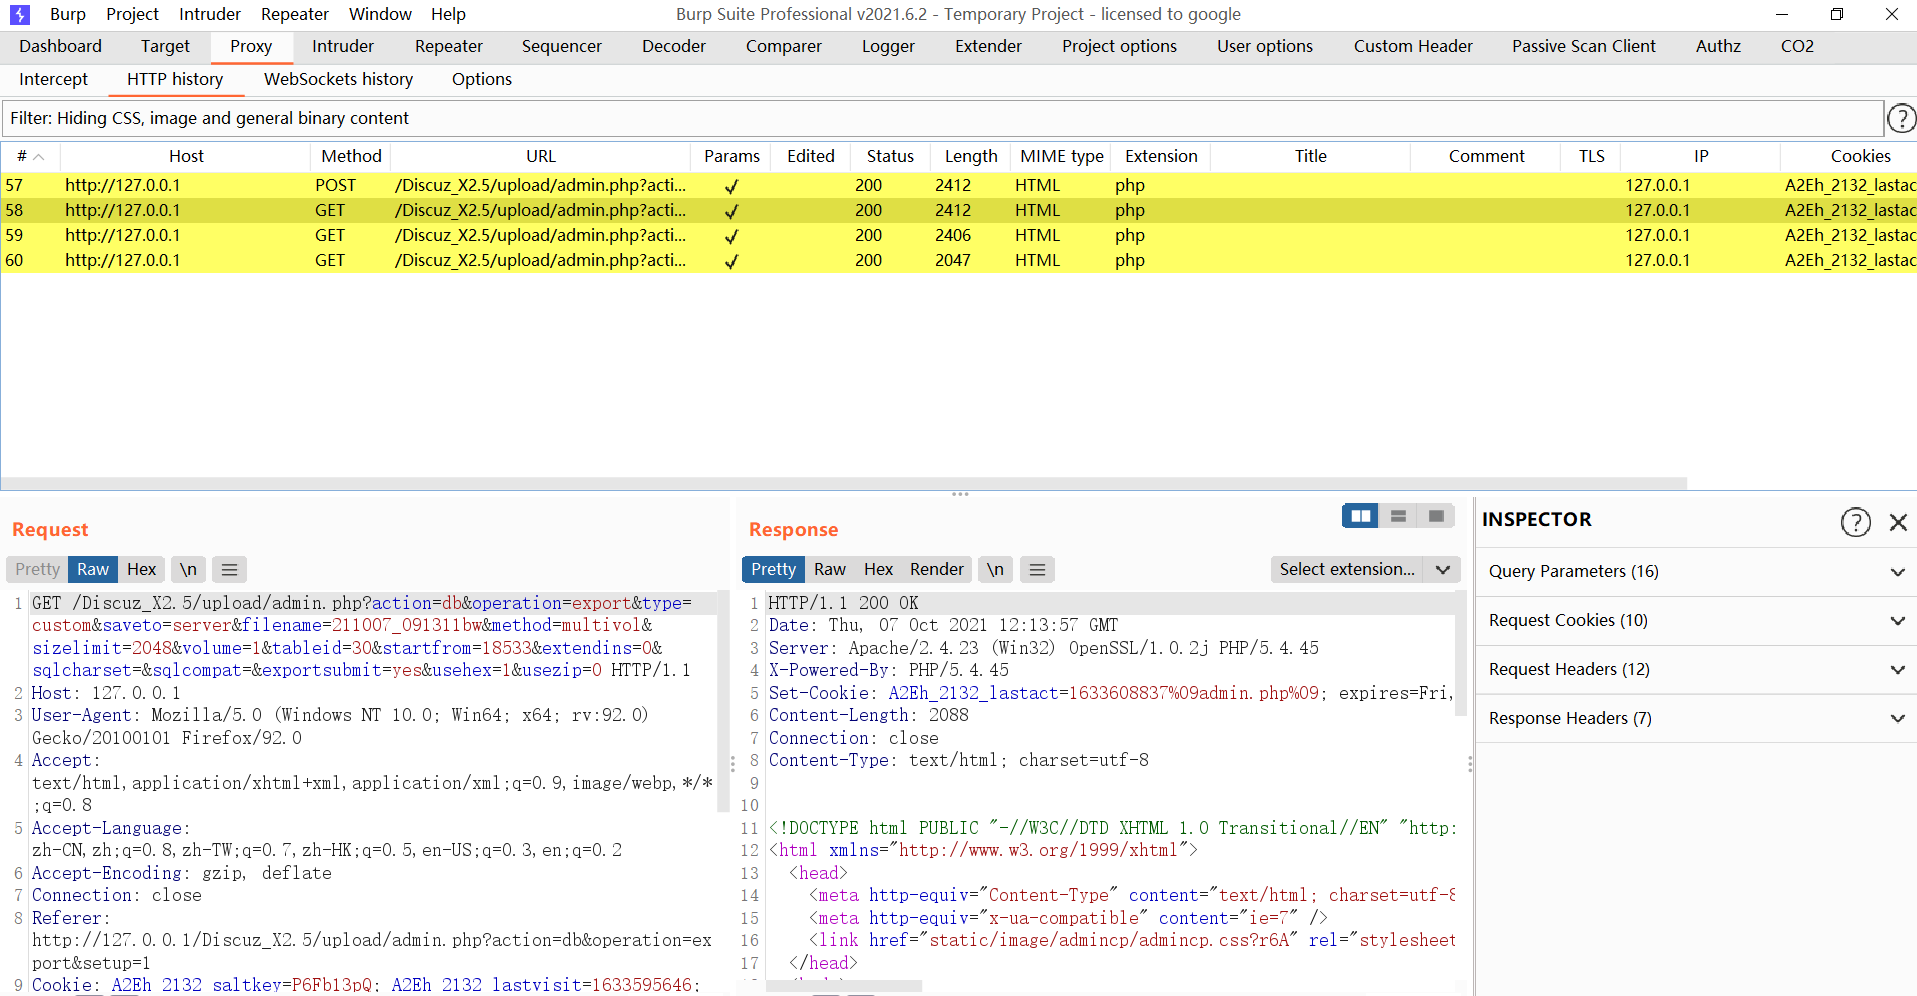 Burp Project Intruder Repeater Window Help Burp Suite Professional v2021.6.2 - Temporary Project - licensed to google
Dashboard Target Proxy Intruder Repeater Sequencer Decoder Comparer Logger Extender Project options User options Custom Header Passive Scan Client Authz CO2
Intercept HTTP history WebSockets history Options
Filter: Hiding CSS, image and general binary content ?
# Host Method URL Params Edited Status Length MIME type Extension Title Comment TLS IP Cookies
57 http://127.0.0.1 POST /Discuz_X2.5/upload/admin.php?acti... ✓ 200 2412 HTML php 127.0.0.1 A2Eh_2132_lastac
58 http://127.0.0.1 GET /Discuz_X2.5/upload/admin.php?acti... ✓ 200 2412 HTML php 127.0.0.1 A2Eh_2132_lastac
59 http://127.0.0.1 GET /Discuz_X2.5/upload/admin.php?acti... ✓ 200 2406 HTML php 127.0.0.1 A2Eh_2132_lastac
60 http://127.0.0.1 GET /Discuz_X2.5/upload/admin.php?acti... ✓ 200 2047 HTML php 127.0.0.1 A2Eh_2132_lastac
Request
Pretty Raw Hex \n
1 GET /Discuz_X2.5/upload/admin.php?action=db&operation=export&type=
custom&saveto=server&filename=211007_091311bw&method=multivol&
sizelimit=2048&volume=1&tableid=30&startfrom=18533&extendins=0&
sqlcharset=&sqlcompat=&exportsubmit=yes&usehex=1&usezip=0 HTTP/1.1
2 Host: 127.0.0.1
3 User-Agent: Mozilla/5.0 (Windows NT 10.0; Win64; x64; rv:92.0)
Gecko/20100101 Firefox/92.0
4 Accept:
text/html,application/xhtml+xml,application/xml;q=0.9,image/webp,*/*
;q=0.8
5 Accept-Language:
zh-CN,zh;q=0.8,zh-TW;q=0.7,zh-HK;q=0.5,en-US;q=0.3,en;q=0.2
6 Accept-Encoding: gzip, deflate
7 Connection: close
8 Referer:
http://127.0.0.1/Discuz_X2.5/upload/admin.php?action=db&operation=ex
port&setup=1
9 Cookie: A2Eh_2132_saltkey=P6Fb13pQ; A2Eh_2132_lastvisit=1633595646;
Response
Pretty Raw Hex Render \n Select extension...
1 HTTP/1.1 200 OK
2 Date: Thu, 07 Oct 2021 12:13:57 GMT
3 Server: Apache/2.4.23 (Win32) OpenSSL/1.0.2j PHP/5.4.45
4 X-Powered-By: PHP/5.4.45
5 Set-Cookie: A2Eh_2132_lastact=1633608837%09admin.php%09; expires=Fri,
6 Content-Length: 2088
7 Connection: close
8 Content-Type: text/html; charset=utf-8
9
10
11 <!DOCTYPE html PUBLIC "-//W3C//DTD XHTML 1.0 Transitional//EN" "http:
12 <html xmlns="http://www.w3.org/1999/xhtml">
13 <head>
14 <meta http-equiv="Content-Type" content="text/html; charset=utf-8
15 <meta http-equiv="x-ua-compatible" content="ie=7" />
16 <link href="static/image/admincp/admincp.css?r6A" rel="stylesheet
17 </head>
INSPECTOR ?
Query Parameters (16)
Request Cookies (10)
Request Headers (12)
Response Headers (7)